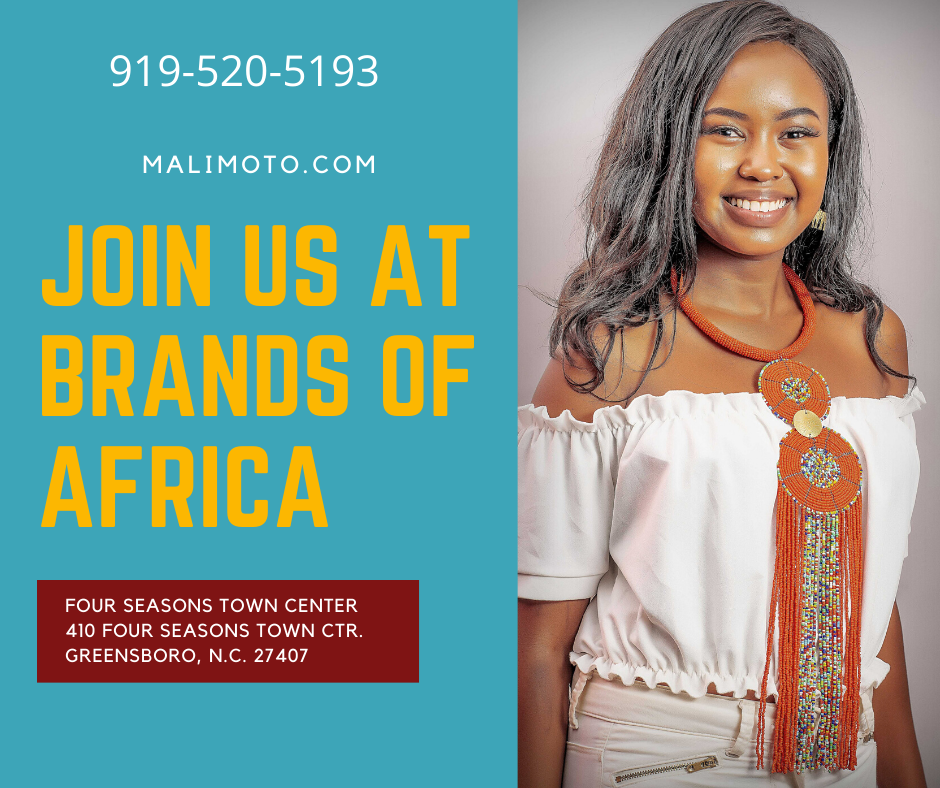 919-520-5193
MALIMOTO.COM
JOIN US AT
BRANDS OF
AFRICA
FOUR SEASONS TOWN CENTER
410 FOUR SEASONS TOWN CTR.
GREENSBORO, N.C. 27407